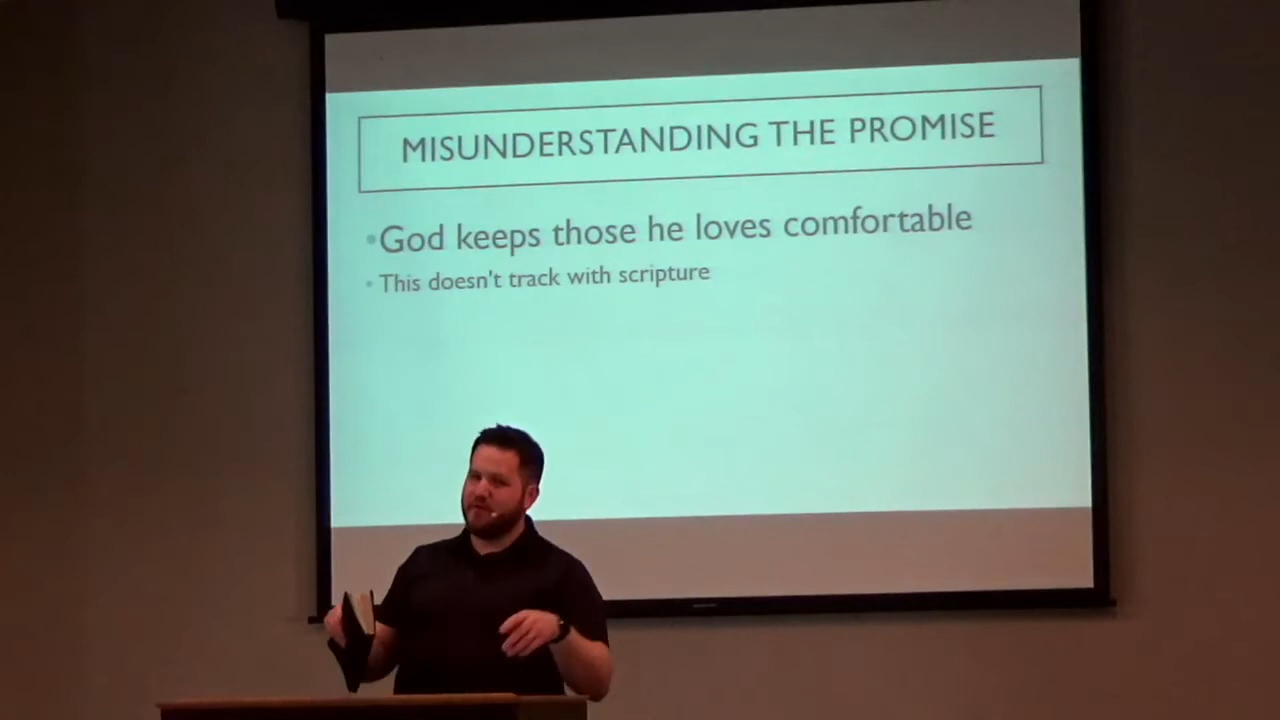 MISUNDERSTANDING THE PROMISE
•God keeps those he loves comfortable
• This doesn't track with scripture